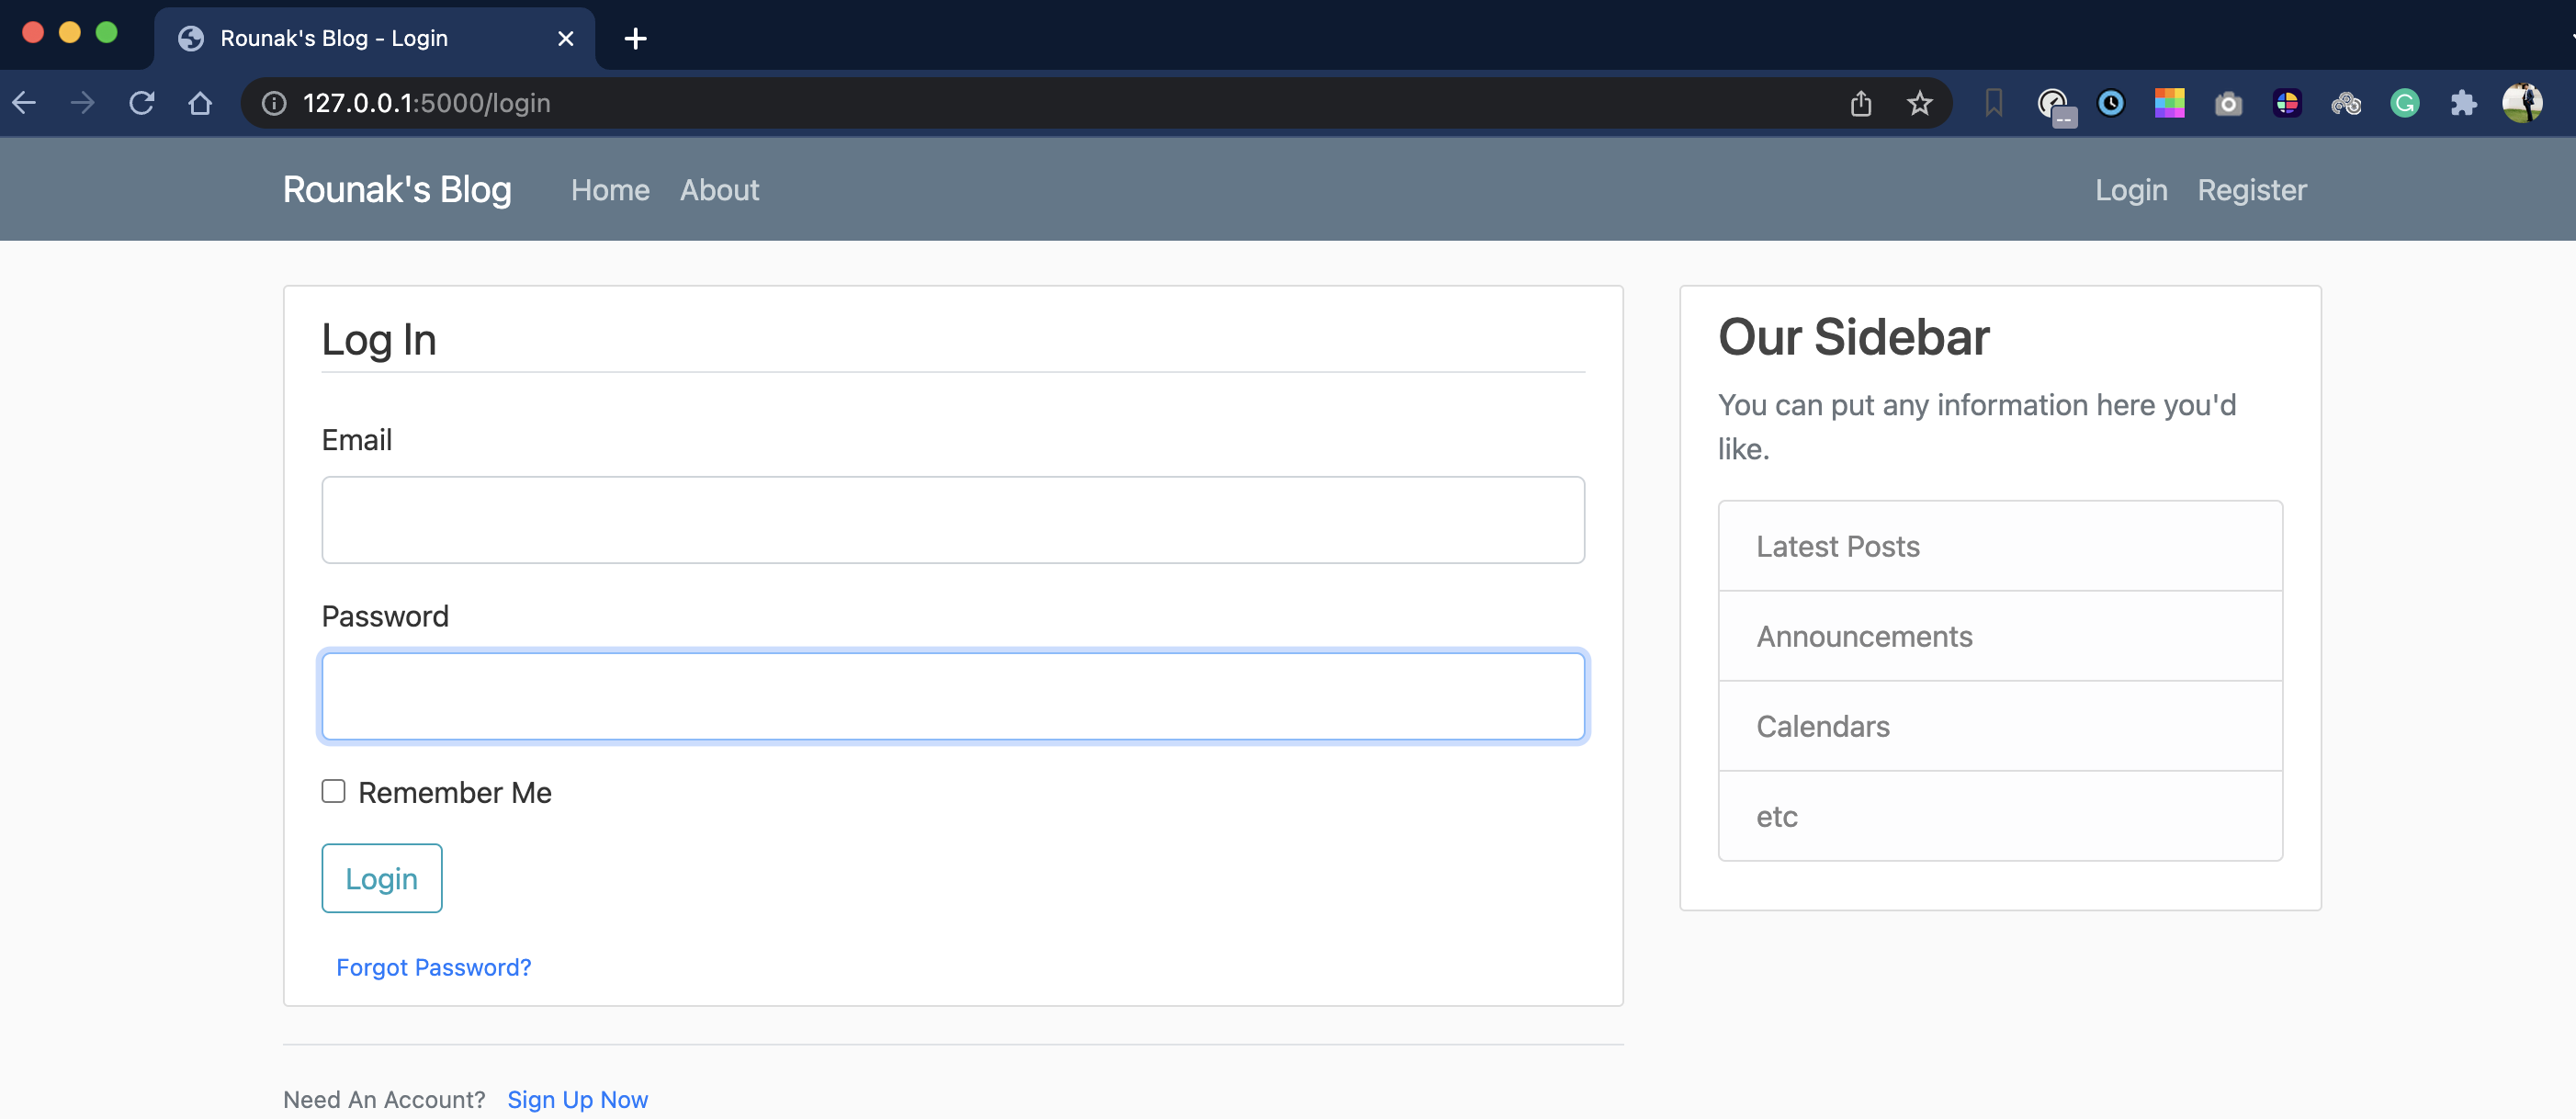 Rounak's Blog - Login
127.0.0.1:5000/login
Rounak's Blog Home About Login Register
Log In
Email
Password
Remember Me
Login
Forgot Password?
Need An Account? Sign Up Now
Our Sidebar
You can put any information here you'd
like.
Latest Posts
Announcements
Calendars
etc